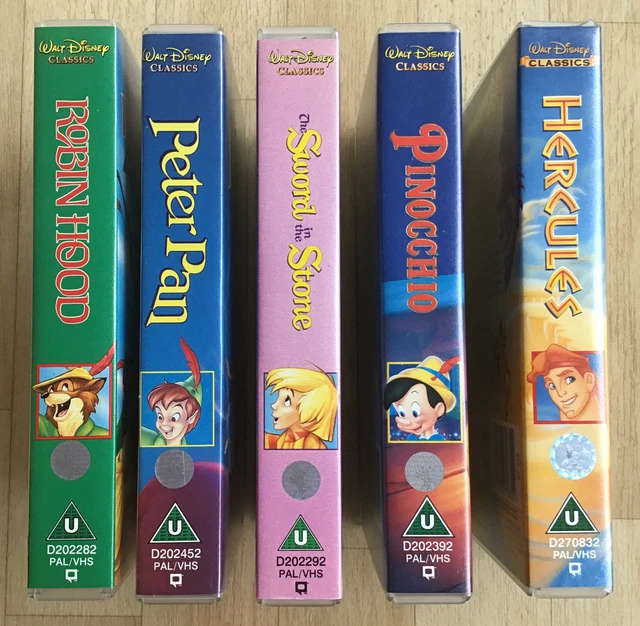 WALT DISNEY
CLASSICS
ROBIN HOOD
U
D202282
PAL/VHS
WALT DISNEY
CLASSICS
Peter Pan
U
D202452
PAL/VHS
WALT DISNEY
CLASSICS
The Sword in the Stone
U
D202292
PAL/VHS
WALT DISNEY
CLASSICS
PINOCCHIO
U
D202392
PAL/VHS
WALT DISNEY
CLASSICS
HERCULES
U
D270832
PAL/VHS